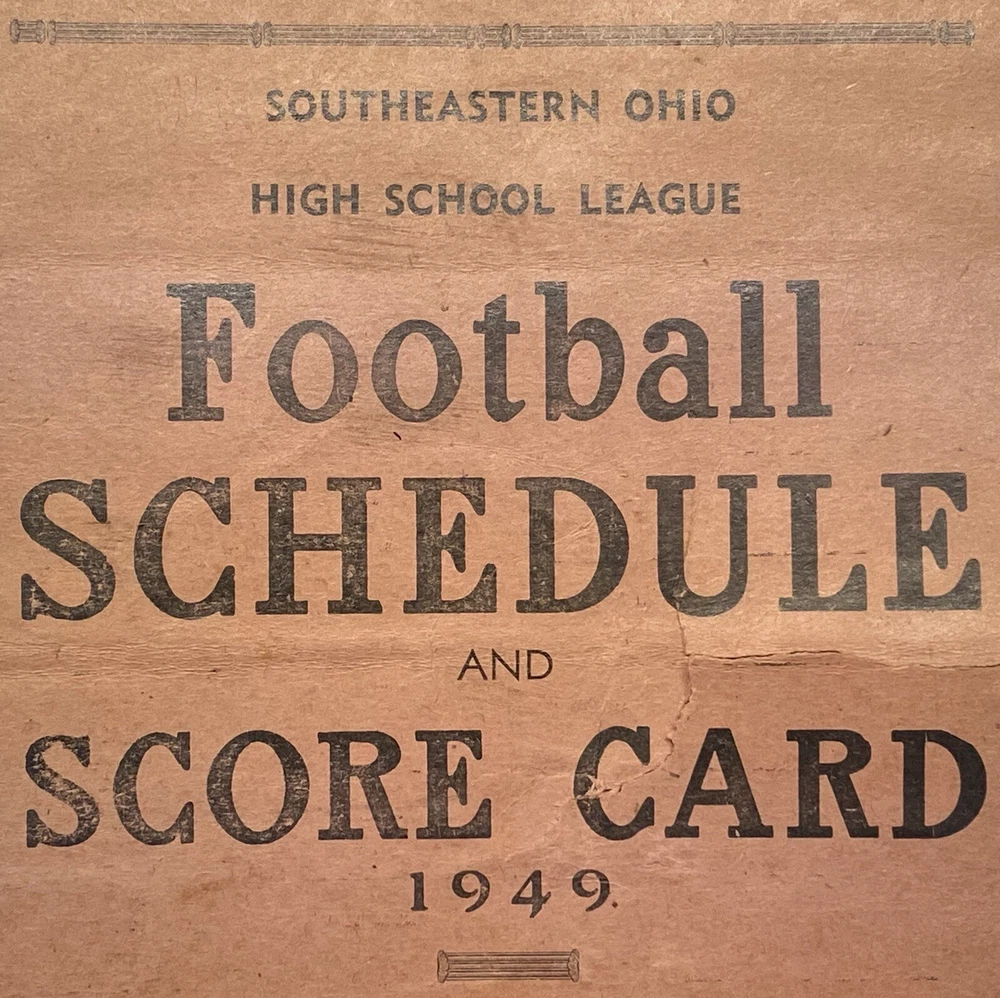 SOUTHEASTERN OHIO
HIGH SCHOOL LEAGUE
Football
SCHEDULE
AND
SCORE CARD
1949